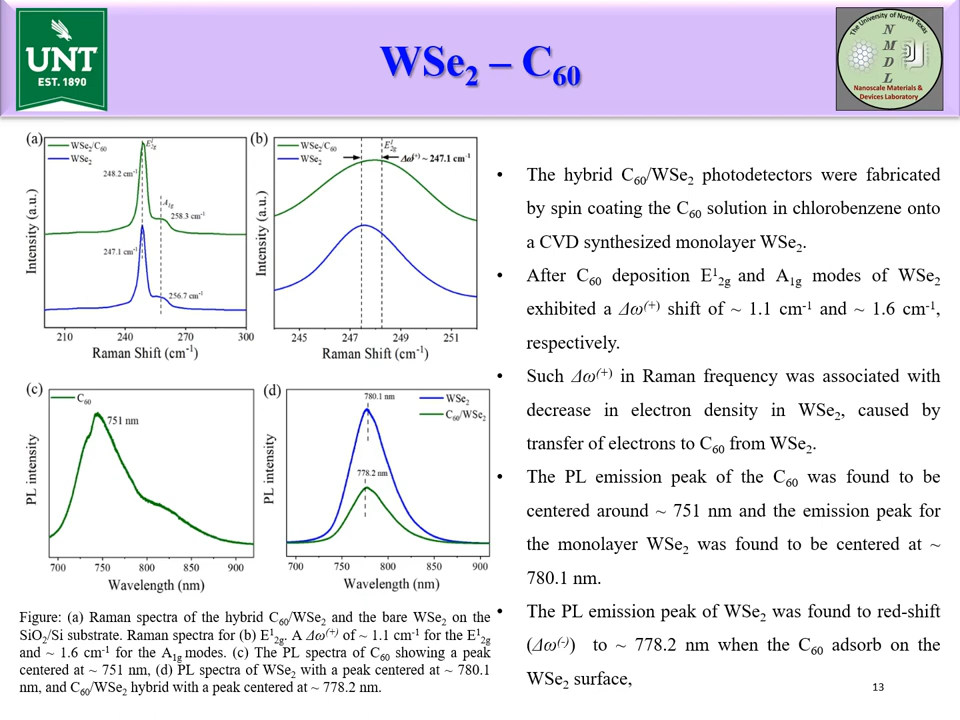 UNT
EST. 1890
WSe2 – C60
The University of North Texas
N
M
D
L
Nanoscale Materials &
Devices Laboratory
(a)
WSe2/C60
WSe2
E¹2g
248.2 cm-1
A1g
258.3 cm-1
247.1 cm-1
256.7 cm-1
Intensity (a.u.)
210 240 270 300
Raman Shift (cm-1)
(b)
WSe2/C60
WSe2
E¹2g
Δω(+) ~ 247.1 cm-1
Intensity (a.u.)
245 247 249 251
Raman Shift (cm-1)
(c)
C60
751 nm
PL intensity
700 750 800 850 900
Wavelength (nm)
(d)
780.1 nm
WSe2
C60/WSe2
778.2 nm
PL intensity
700 750 800 850 900
Wavelength (nm)
Figure: (a) Raman spectra of the hybrid C60/WSe2 and the bare WSe2 on the
SiO2/Si substrate. Raman spectra for (b) E¹2g. A Δω(+) of ~ 1.1 cm-1 for the E¹2g
and ~ 1.6 cm-1 for the A1g modes. (c) The PL spectra of C60 showing a peak
centered at ~ 751 nm, (d) PL spectra of WSe2 with a peak centered at ~ 780.1
nm, and C60/WSe2 hybrid with a peak centered at ~ 778.2 nm.
• The hybrid C60/WSe2 photodetectors were fabricated
by spin coating the C60 solution in chlorobenzene onto
a CVD synthesized monolayer WSe2.
• After C60 deposition E¹2g and A1g modes of WSe2
exhibited a Δω(+) shift of ~ 1.1 cm-1 and ~ 1.6 cm-1,
respectively.
• Such Δω(+) in Raman frequency was associated with
decrease in electron density in WSe2, caused by
transfer of electrons to C60 from WSe2.
• The PL emission peak of the C60 was found to be
centered around ~ 751 nm and the emission peak for
the monolayer WSe2 was found to be centered at ~
780.1 nm.
• The PL emission peak of WSe2 was found to red-shift
(Δω(-)) to ~ 778.2 nm when the C60 adsorb on the
WSe2 surface,
13